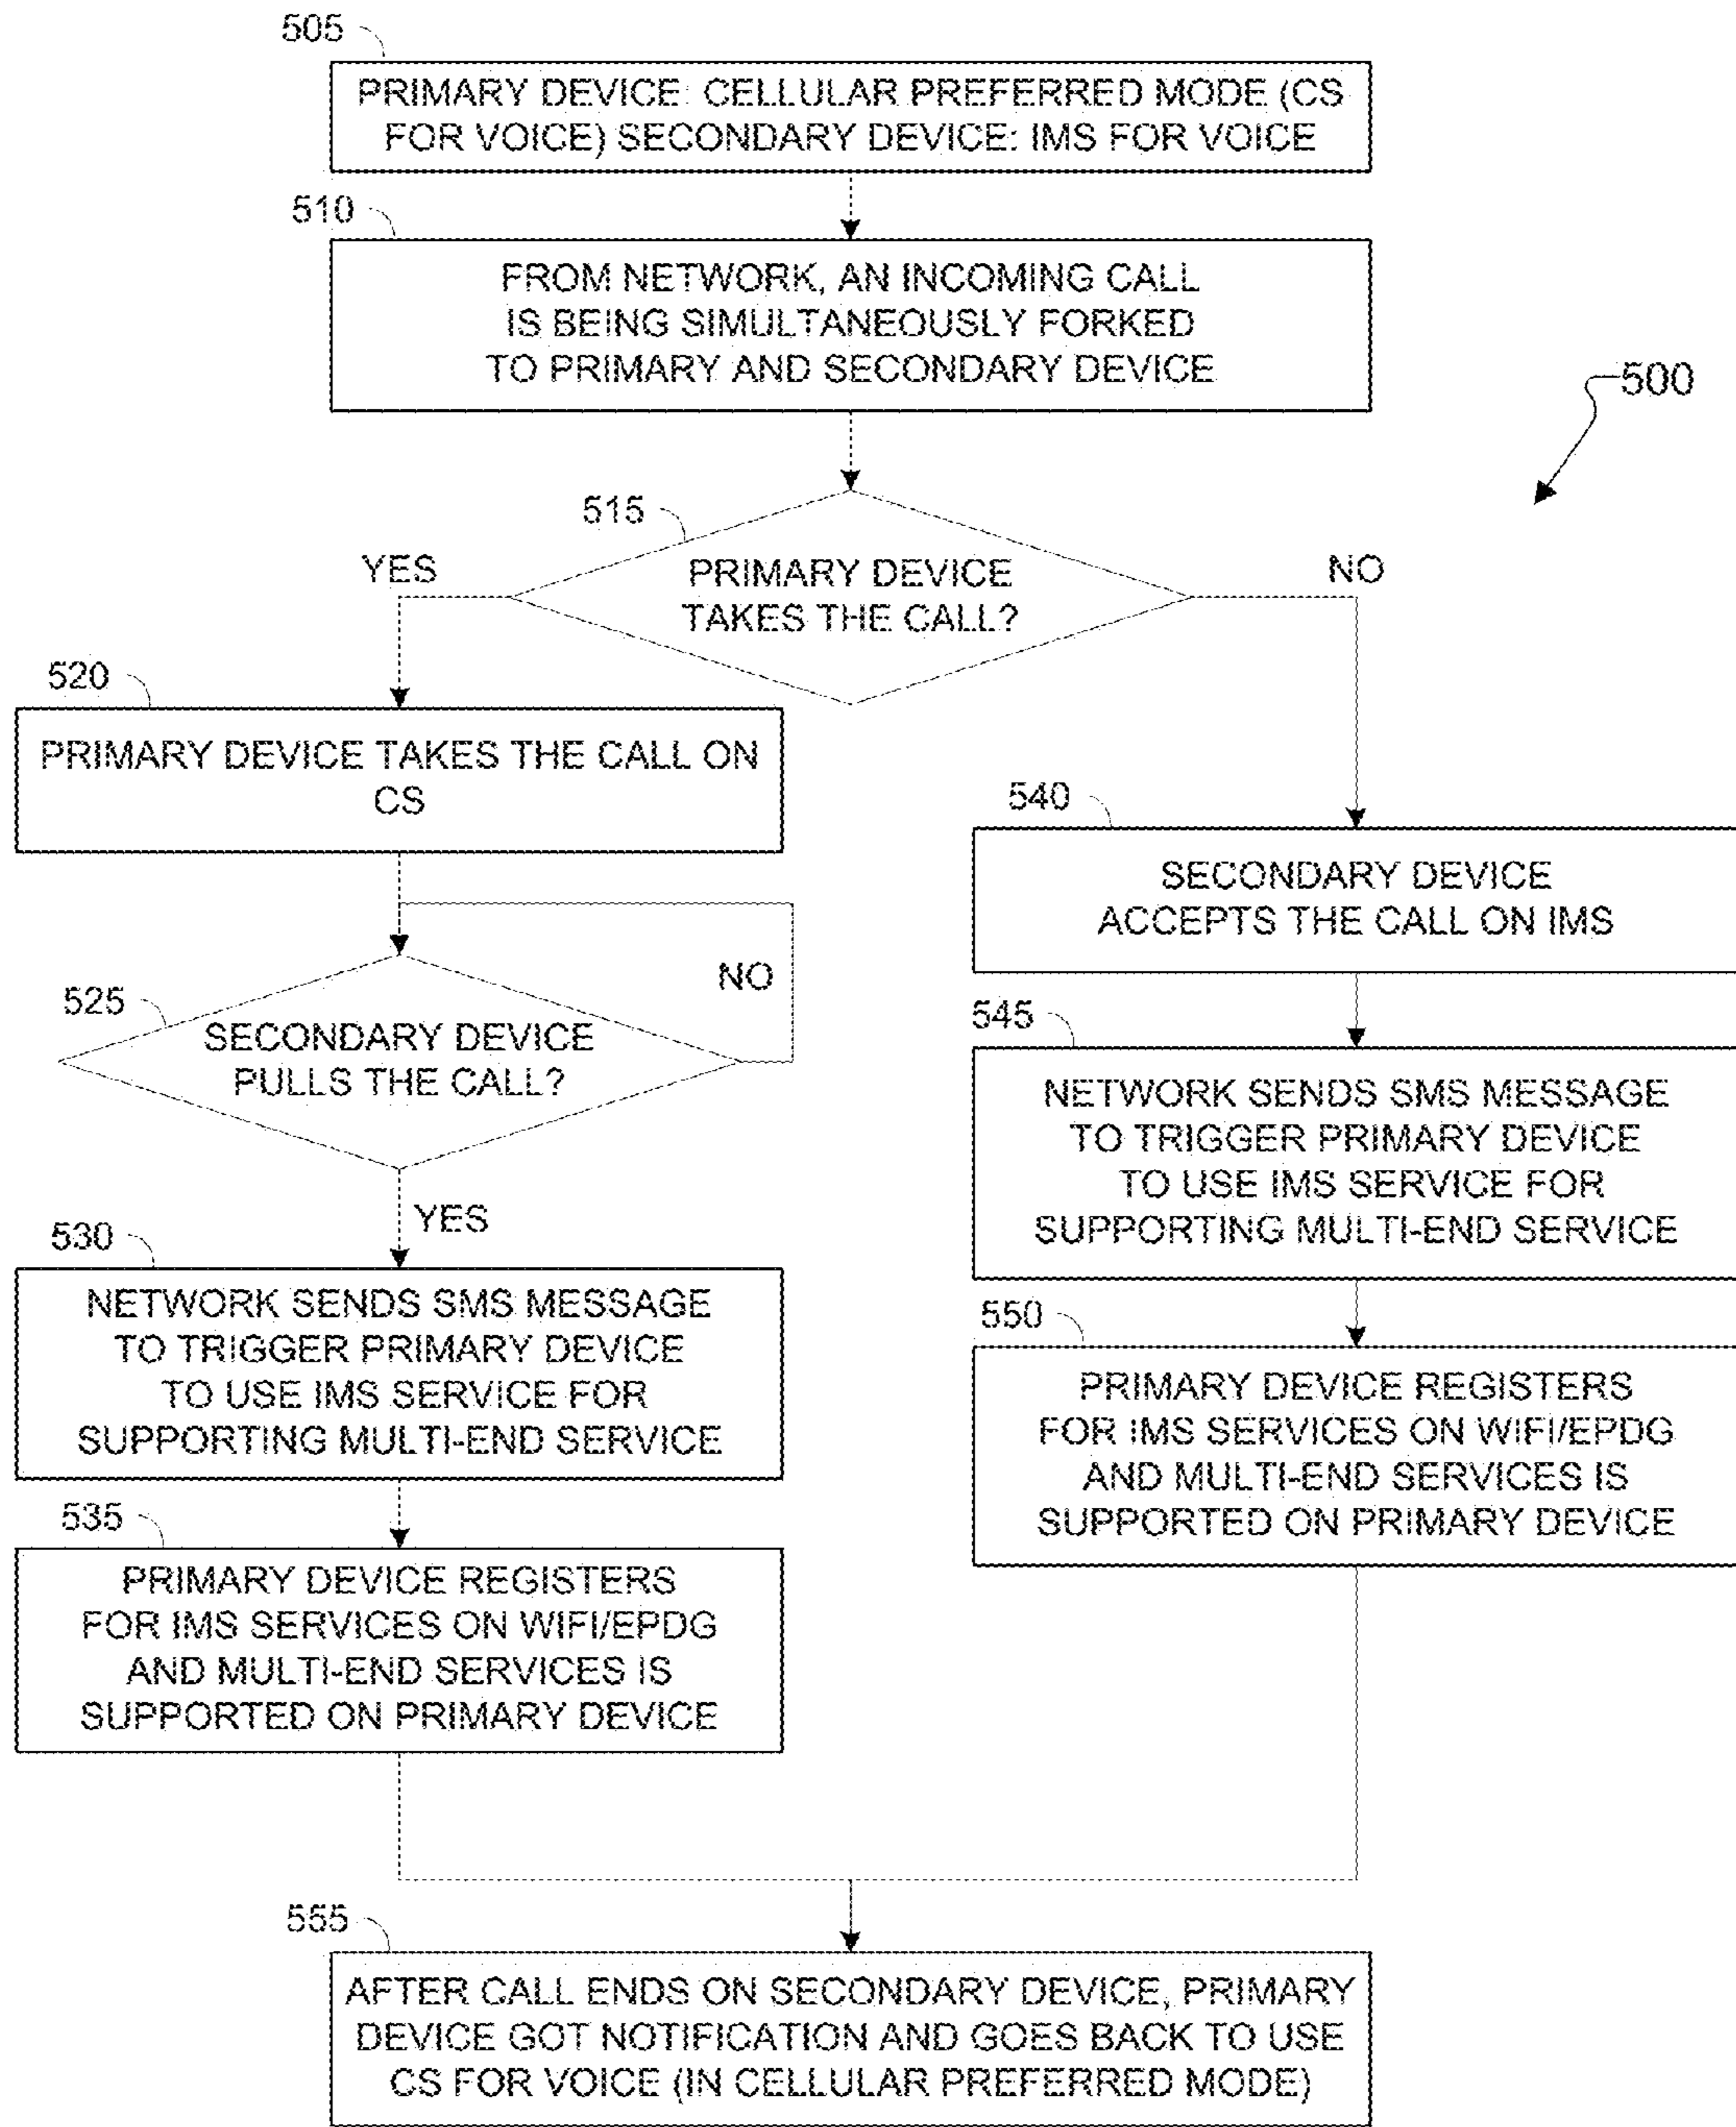 505
PRIMARY DEVICE: CELLULAR PREFERRED MODE (CS
FOR VOICE) SECONDARY DEVICE: IMS FOR VOICE
510
FROM NETWORK, AN INCOMING CALL
IS BEING SIMULTANEOUSLY FORKED
TO PRIMARY AND SECONDARY DEVICE
500
515
YES
PRIMARY DEVICE
TAKES THE CALL?
NO
520
PRIMARY DEVICE TAKES THE CALL ON
CS
525
SECONDARY DEVICE
PULLS THE CALL?
NO
YES
530
NETWORK SENDS SMS MESSAGE
TO TRIGGER PRIMARY DEVICE
TO USE IMS SERVICE FOR
SUPPORTING MULTI-END SERVICE
535
PRIMARY DEVICE REGISTERS
FOR IMS SERVICES ON WIFI/EPDG
AND MULTI-END SERVICES IS
SUPPORTED ON PRIMARY DEVICE
540
SECONDARY DEVICE
ACCEPTS THE CALL ON IMS
545
NETWORK SENDS SMS MESSAGE
TO TRIGGER PRIMARY DEVICE
TO USE IMS SERVICE FOR
SUPPORTING MULTI-END SERVICE
550
PRIMARY DEVICE REGISTERS
FOR IMS SERVICES ON WIFI/EPDG
AND MULTI-END SERVICES IS
SUPPORTED ON PRIMARY DEVICE
555
AFTER CALL ENDS ON SECONDARY DEVICE, PRIMARY
DEVICE GOT NOTIFICATION AND GOES BACK TO USE
CS FOR VOICE (IN CELLULAR PREFERRED MODE)